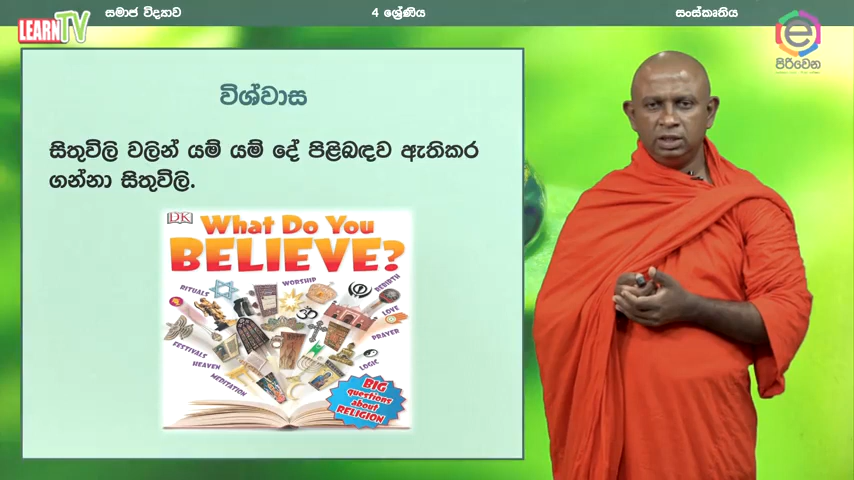 සමාජ විද්‍යාව
4 ශ්‍රේණිය
සංස්කෘතිය
LEARN TV
e
පිරිවෙන
විශ්වාස
සිතුවිලි වලින් යම් යම් දේ පිළිබඳව ඇතිකර
ගන්නා සිතුවිලි.
DK
What Do You
BELIEVE?
RITUALS
WORSHIP
REBIRTH
LOVE
PRAYER
LOGIC
FESTIVALS
HEAVEN
MEDITATION
BIG
questions
about
RELIGION